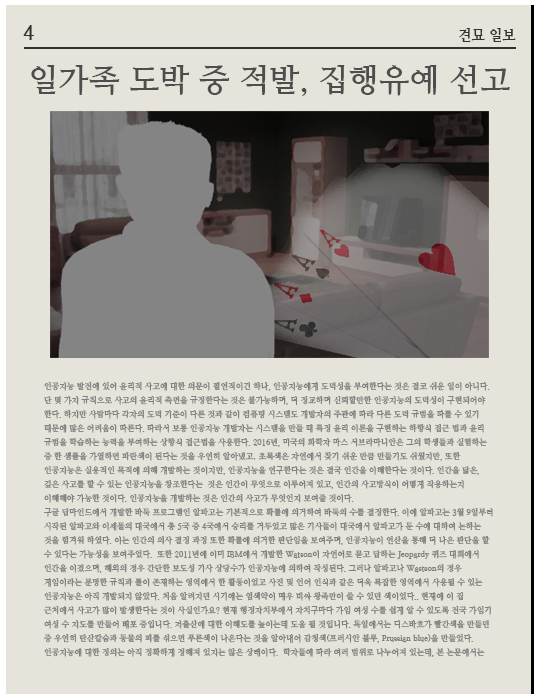 4
견묘 일보
일가족 도박 중 적발, 집행유예 선고
인공지능 발전에 있어 윤리적 사고에 대한 의문이 필연적이긴 하나, 인공지능에게 도덕성을 부여한다는 것은 결코 쉬운 일이 아니다.
단 몇 가지 규칙으로 사고의 윤리적 측면을 규정한다는 것은 불가능하며, 더 정교하며 신뢰할만한 인공지능의 도덕성이 구현되어야
한다. 하지만 사람마다 각자의 도덕 기준이 다른 것과 같이 컴퓨팅 시스템도 개발자의 주관에 따라 다른 도덕 규범을 따를 수 있기
때문에 많은 어려움이 따른다. 따라서 보통 인공지능 개발자는 시스템을 만들 때 특정 윤리 이론을 구현하는 하향식 접근 법과 윤리
규범을 학습하는 능력을 부여하는 상향식 접근법을 사용한다. 2016년, 미국의 화학자 마스 서브라마니안은 그의 학생들과 실험하는
중 한 샘플을 가열하면 파란색이 된다는 것을 우연히 알아냈고. 초록색은 자연에서 찾기 쉬운 만큼 만들기도 쉬웠지만, 또한
인공지능은 실용적인 목적에 의해 개발하는 것이지만, 인공지능을 연구한다는 것은 결국 인간을 이해한다는 것이다. 인간을 닮은,
깊은 사고를 할 수 있는 인공지능을 창조한다는 것은 인간이 무엇으로 이루어져 있고, 인간의 사고방식이 어떻게 작용하는지
이해해야 가능한 것이다. 인공지능을 개발하는 것은 인간의 사고가 무엇인지 보여줄 것이다.
구글 딥마인드에서 개발한 바둑 프로그램인 알파고는 기본적으로 확률에 의거하여 바둑의 수를 결정한다. 이에 알파고는 3월 9일부터
시작된 알파고와 이세돌의 대국에서 총 5국 중 4국에서 승리를 거두었고 많은 기사들이 대국에서 알파고가 둔 수에 대하여 논하는
것을 힘겨워 하였다. 이는 인간의 의사 결정 과정 또한 확률에 의거한 판단임을 보여주며, 인공지능이 연산을 통해 더 나은 판단을 할
수 있다는 가능성을 보여주었다. 또한 2011년에 이미 IBM에서 개발한 Watson이 자연어로 묻고 답하는 Jeopardy 퀴즈 대회에서
인간을 이겼으며, 해외의 경우 간단한 보도성 기사 상당수가 인공지능에 의하여 작성된다. 그러나 알파고나 Watson의 경우
게임이라는 분명한 규칙과 룰이 존재하는 영역에서 한 활동이었고 사진 및 언어 인식과 같은 더욱 복잡한 영역에서 사용될 수 있는
인공지능은 아직 개발되지 않았다. 처음 알려지던 시기에는 염색약이 매우 비싸 왕족만이 쓸 수 있던 색이었다.. 현재에 이 집
근처에서 사고가 많이 발생한다는 것이 사실인가요? 현재 행정자치부에서 자치구마다 가임 여성 수를 쉽게 알 수 있도록 전국 가임기
여성 수 지도를 만들어 배포 중입니다. 저출산에 대한 이해도를 높이는데 도움 될 것입니다. 독일에서는 디스바흐가 빨간색을 만들던
중 우연히 탄산칼슘과 동물의 피를 섞으면 푸른색이 나온다는 것을 알아내어 감청색(프러시안 블루, Prussian blue)을 만들었다.
인공지능에 대한 정의는 아직 정확하게 정해져 있지는 않은 상태이다. 학자들에 따라 여러 범위로 나누어져 있는데, 본 논문에서는